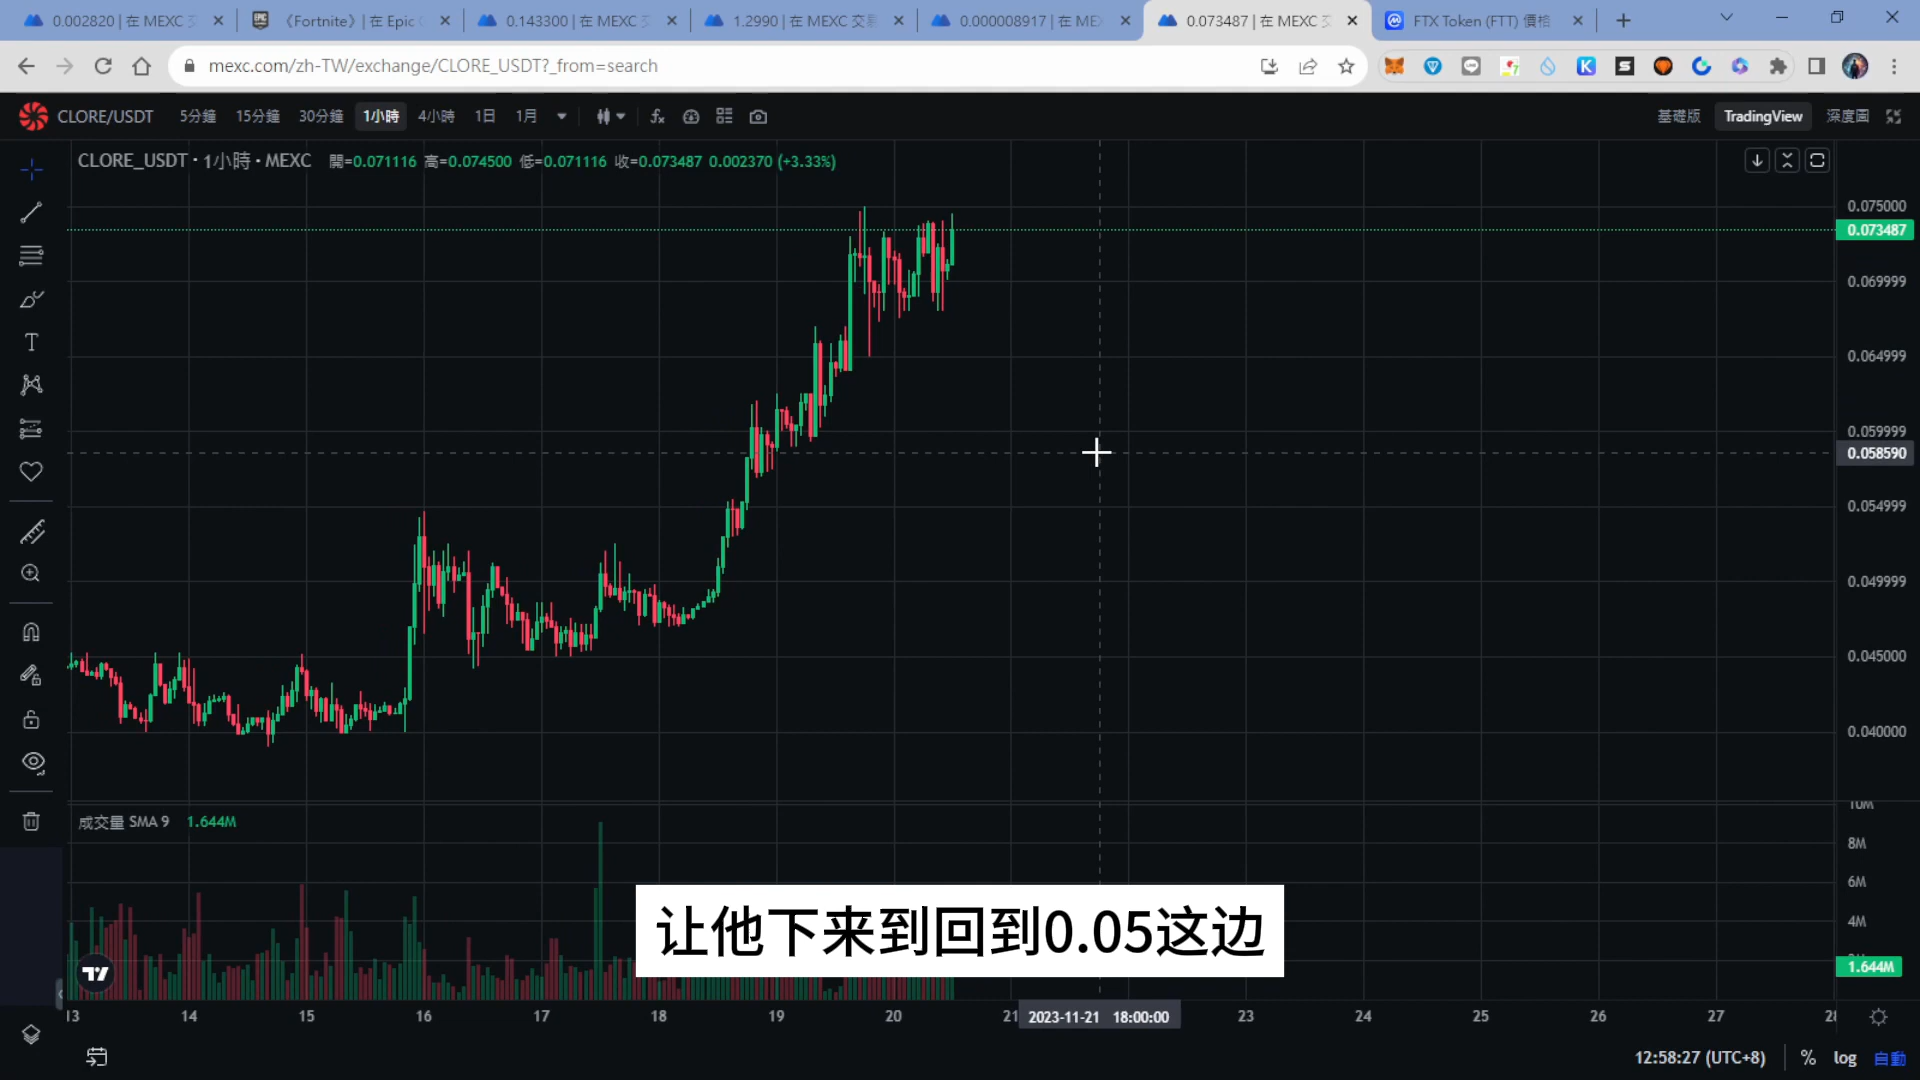 0.002820 | 在 MEXC 交
《Fortnite》| 在 Epic
0.143300 | 在 MEXC 交
1.2990 | 在 MEXC 交易
0.000008917 | 在 ME
0.073487 | 在 MEXC 交
FTX Token (FTT) 價格
mexc.com/zh-TW/exchange/CLORE_USDT?_from=search
CLORE/USDT 5分鐘 15分鐘 30分鐘 1小時 4小時 1日 1月
基礎版 TradingView 深度圖
CLORE_USDT · 1小時 · MEXC 開=0.071116 高=0.074500 低=0.071116 收=0.073487 0.002370 (+3.33%)
0.075000
0.073487
0.069999
0.064999
0.059999
0.058590
0.054999
0.049999
0.045000
0.040000
成交量 SMA 9 1.644M
10M
8M
6M
4M
1.644M
让他下来到回到0.05这边
13 14 15 16 17 18 19 20 21 2023-11-21 18:00:00 23 24 25 26 27
12:58:27 (UTC+8) % log 自動